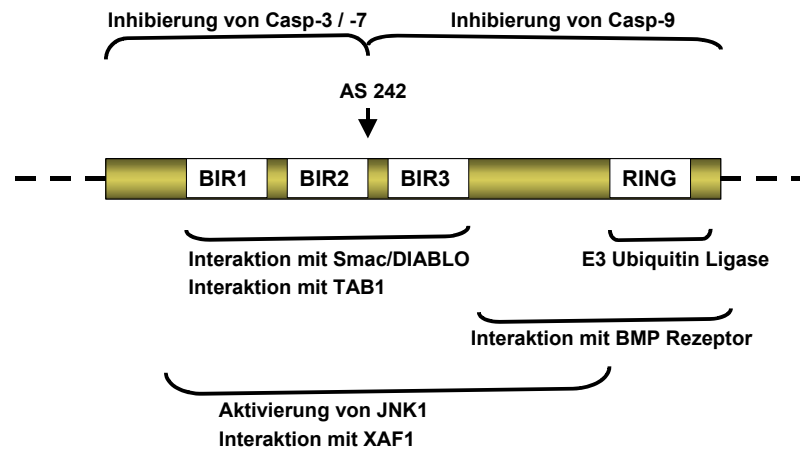 Inhibierung von Casp-3 / -7
Inhibierung von Casp-9
AS 242
BIR1
BIR2
BIR3
RING
Interaktion mit Smac/DIABLO
Interaktion mit TAB1
E3 Ubiquitin Ligase
Interaktion mit BMP Rezeptor
Aktivierung von JNK1
Interaktion mit XAF1